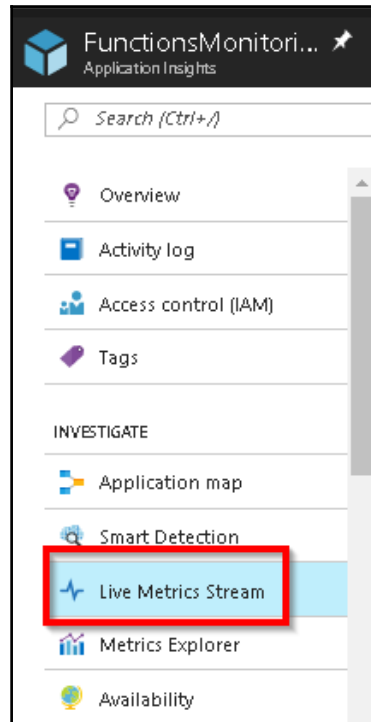 FunctionsMonitori...
Application Insights
Search (Ctrl+/)
Overview
Activity log
Access control (IAM)
Tags
INVESTIGATE
Application map
Smart Detection
Live Metrics Stream
Metrics Explorer
Availability